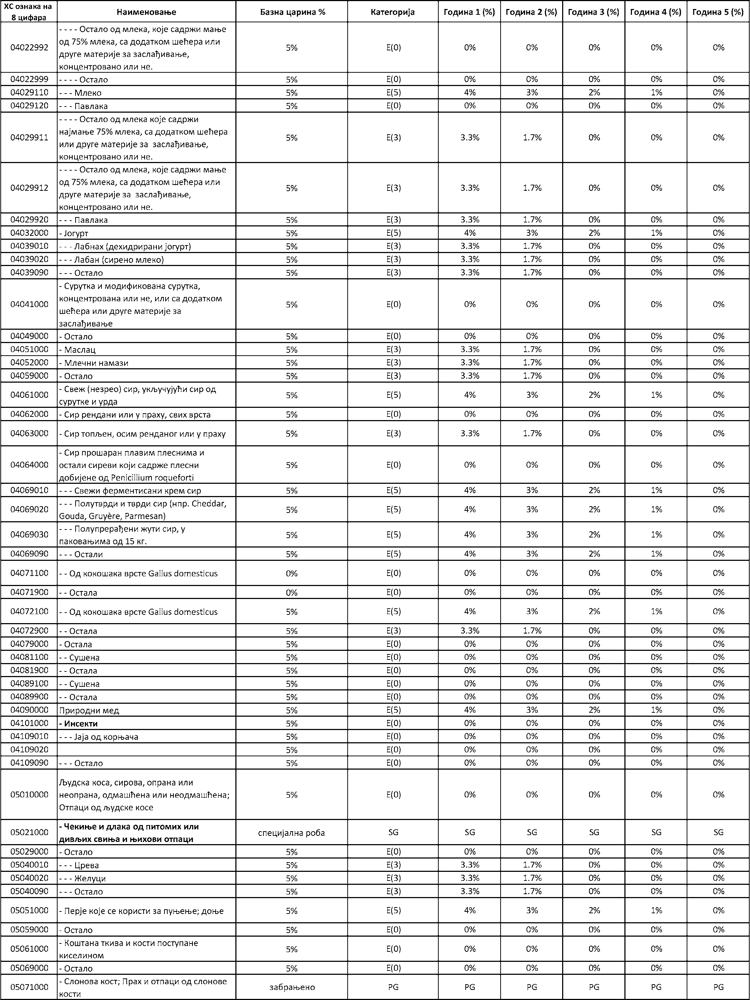 ХС ознака на 8 цифара Наименовање Базна царина % Категорија Година 1 (%) Година 2 (%) Година 3 (%) Година 4 (%) Година 5 (%)
04022992 - - - - Остало од млека, које садржи мање од 75% млека, са додатком шећера или друге материје за заслађивање, концентровано или не. 5% E(0) 0% 0% 0% 0% 0%
04022999 - - - - Остало 5% E(0) 0% 0% 0% 0% 0%
04029110 - - - Млеко 5% E(5) 4% 3% 2% 1% 0%
04029120 - - - Павлака 5% E(0) 0% 0% 0% 0% 0%
04029911 - - - - Остало од млека које садржи најмање 75% млека, са додатком шећера или друге материје за заслађивање, концентровано или не. 5% E(3) 3.3% 1.7% 0% 0% 0%
04029912 - - - - Остало од млека, које садржи мање од 75% млека, са додатком шећера или друге материје за заслађивање, концентровано или не. 5% E(3) 3.3% 1.7% 0% 0% 0%
04029920 - - - Павлака 5% E(3) 3.3% 1.7% 0% 0% 0%
04032000 - Јогурт 5% E(5) 4% 3% 2% 1% 0%
04039010 - - - Лабнах (дехидрирани јогурт) 5% E(3) 3.3% 1.7% 0% 0% 0%
04039020 - - - Лабан (сирено млеко) 5% E(3) 3.3% 1.7% 0% 0% 0%
04039090 - - - Остало 5% E(3) 3.3% 1.7% 0% 0% 0%
04041000 - Сурутка и модификована сурутка, концентрована или не, или са додатком шећера или друге материје за заслађивање 5% E(0) 0% 0% 0% 0% 0%
04049000 - Остало 5% E(0) 0% 0% 0% 0% 0%
04051000 - Маслац 5% E(3) 3.3% 1.7% 0% 0% 0%
04052000 - Млечни намази 5% E(3) 3.3% 1.7% 0% 0% 0%
04059000 - Остало 5% E(3) 3.3% 1.7% 0% 0% 0%
04061000 - Свеж (незрео) сир, укључујући сир од сурутке и урда 5% E(5) 4% 3% 2% 1% 0%
04062000 - Сир рендани или у праху, свих врста 5% E(0) 0% 0% 0% 0% 0%
04063000 - Сир топљен, осим ренданог или у праху 5% E(3) 3.3% 1.7% 0% 0% 0%
04064000 - Сир прошаран плавим плеснима и остали сиреви који садрже плесни добијене од Penicillium roqueforti 5% E(0) 0% 0% 0% 0% 0%
04069010 - - - Свежи ферментисани крем сир 5% E(5) 4% 3% 2% 1% 0%
04069020 - - - Полутврди и тврди сир (нпр. Cheddar, Gouda, Gruyère, Parmesan) 5% E(5) 4% 3% 2% 1% 0%
04069030 - - - Полупрерађени жути сир, у паковањима од 15 кг. 5% E(5) 4% 3% 2% 1% 0%
04069090 - - - Остали 5% E(5) 4% 3% 2% 1% 0%
04071100 - - Од кокошака врсте Gallus domesticus 0% E(0) 0% 0% 0% 0% 0%
04071900 - - Остала 0% E(0) 0% 0% 0% 0% 0%
04072100 - - Од кокошака врсте Gallus domesticus 5% E(5) 4% 3% 2% 1% 0%
04072900 - - Остала 5% E(3) 3.3% 1.7% 0% 0% 0%
04079000 - Остала 5% E(0) 0% 0% 0% 0% 0%
04081100 - - Сушена 5% E(0) 0% 0% 0% 0% 0%
04081900 - - Остала 5% E(0) 0% 0% 0% 0% 0%
04089100 - - Сушена 5% E(0) 0% 0% 0% 0% 0%
04089900 - - Остала 5% E(0) 0% 0% 0% 0% 0%
04090000 Природни мед 5% E(5) 4% 3% 2% 1% 0%
04101000 - Инсекти 5% E(0) 0% 0% 0% 0% 0%
04109010 - - - Јаја од корњача 5% E(0) 0% 0% 0% 0% 0%
04109020 5% E(0) 0% 0% 0% 0% 0%
04109090 - - - Остало 5% E(0) 0% 0% 0% 0% 0%
05010000 Људска коса, сирова, опрана или неопрана, одмашћена или неодмашћена; Отпаци од људске косе 5% E(0) 0% 0% 0% 0% 0%
05021000 - Чекиње и длака од питомих или дивљих свиња и њихови отпаци специјална роба SG SG SG SG SG SG
05029000 - Остало 5% E(0) 0% 0% 0% 0% 0%
05040010 - - - Црева 5% E(3) 3.3% 1.7% 0% 0% 0%
05040020 - - - Желуци 5% E(3) 3.3% 1.7% 0% 0% 0%
05040090 - - - Остало 5% E(3) 3.3% 1.7% 0% 0% 0%
05051000 - Перје које се користи за пуњење; доње 5% E(5) 4% 3% 2% 1% 0%
05059000 - Остало 5% E(0) 0% 0% 0% 0% 0%
05061000 - Коштана ткива и кости поступане киселином 5% E(0) 0% 0% 0% 0% 0%
05069000 - Остало 5% E(0) 0% 0% 0% 0% 0%
05071000 - Слонова кост; Прах и отпаци од слонове кости забрањено PG PG PG PG PG PG